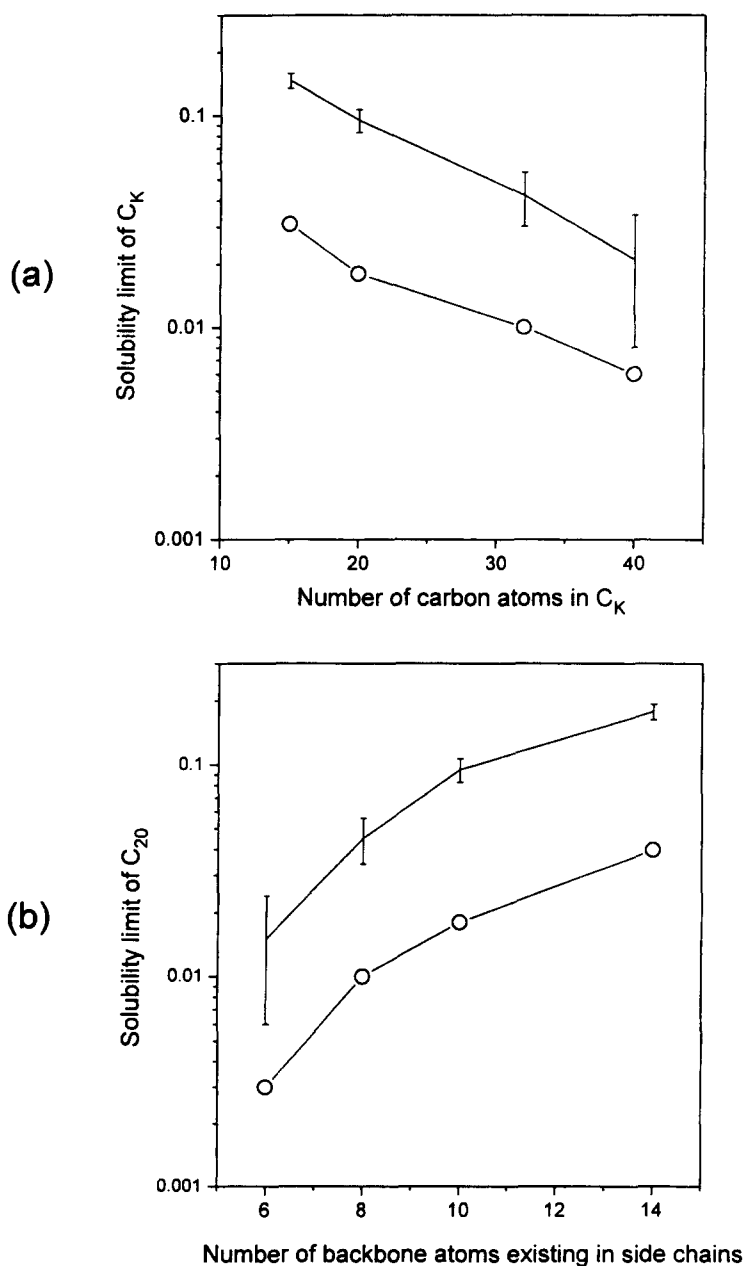 (a)
Solubility limit of C_K
0.1
0.01
0.001
10
20
30
40
Number of carbon atoms in C_K
(b)
Solubility limit of C_20
0.1
0.01
0.001
6
8
10
12
14
Number of backbone atoms existing in side chains